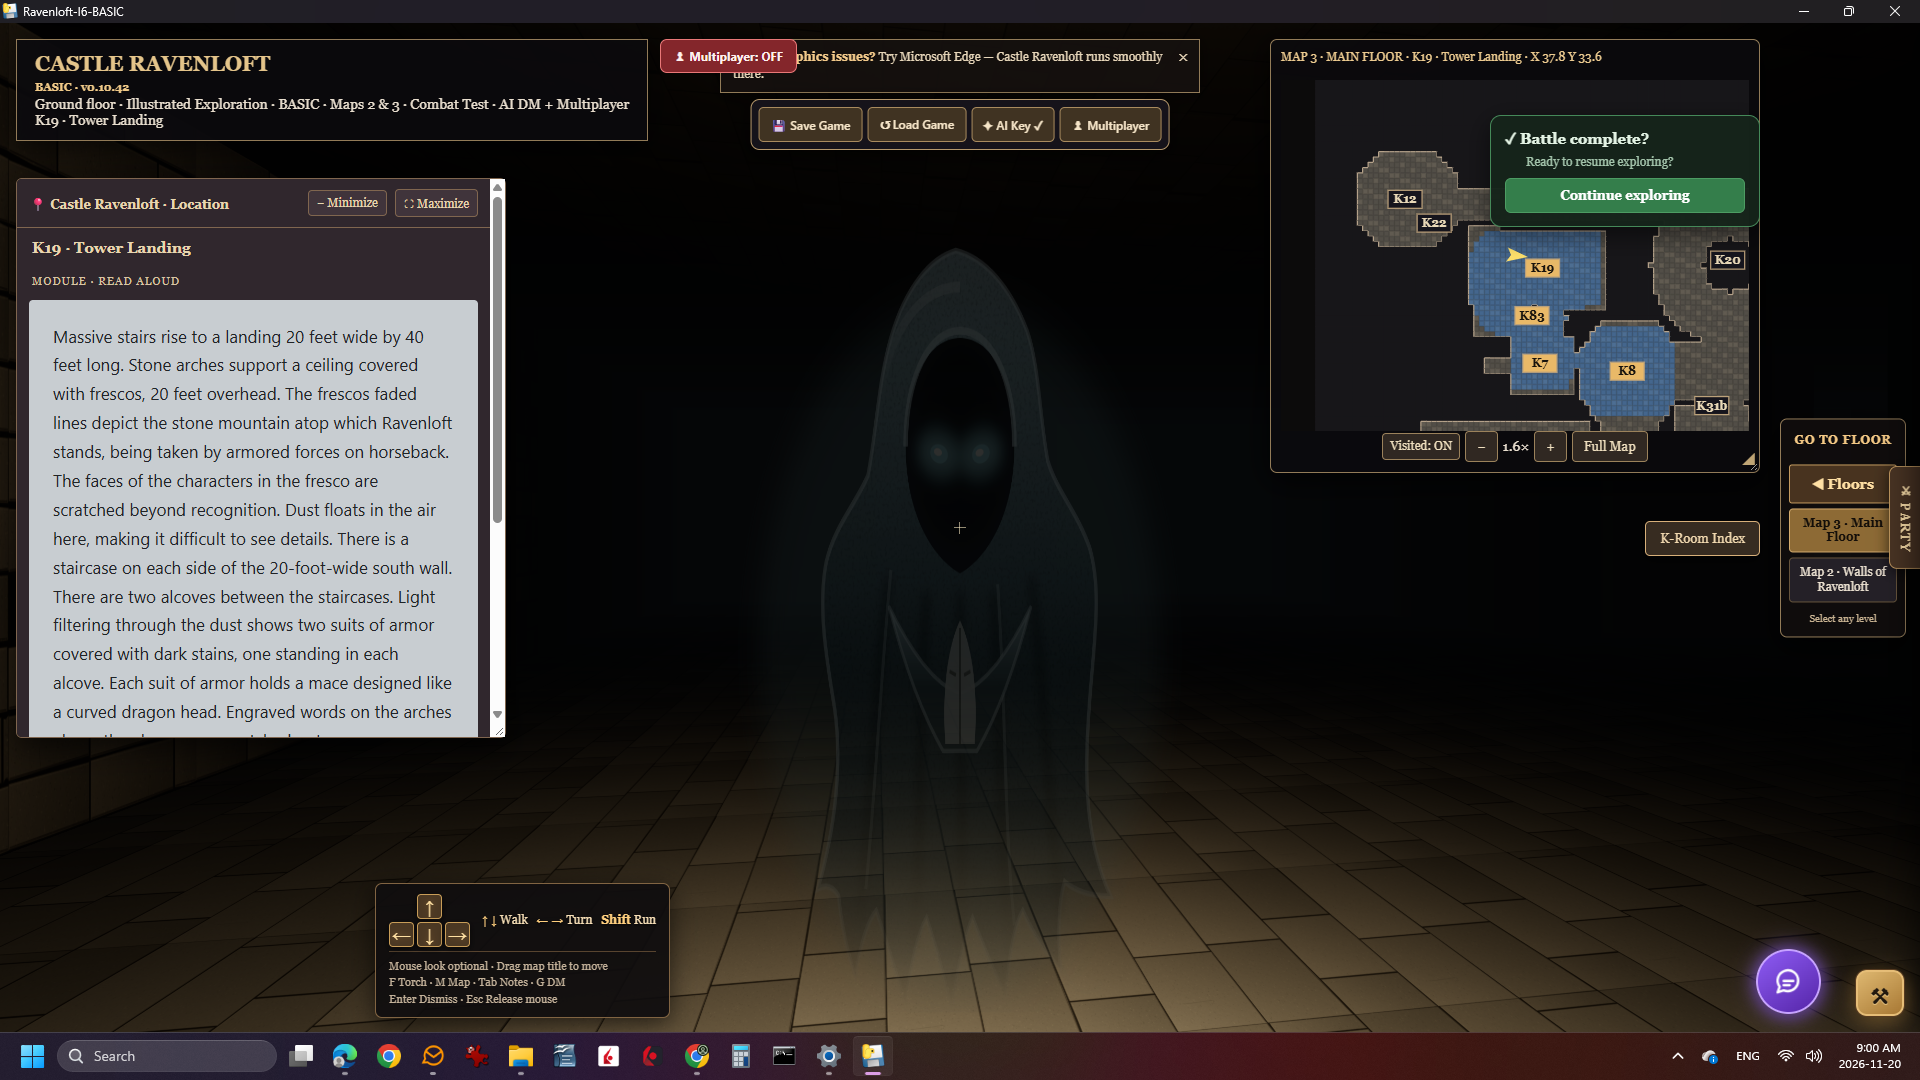 Ravenloft-I6-BASIC
CASTLE RAVENLOFT
BASIC · v0.10.42
Ground floor · Illustrated Exploration · BASIC · Maps 2 & 3 · Combat Test · AI DM + Multiplayer
K19 · Tower Landing
Multiplayer: OFF
phics issues? Try Microsoft Edge — Castle Ravenloft runs smoothly
there.
Save Game
Load Game
AI Key ✓
Multiplayer
Castle Ravenloft · Location
– Minimize
Maximize
K19 · Tower Landing
MODULE · READ ALOUD
Massive stairs rise to a landing 20 feet wide by 40
feet long. Stone arches support a ceiling covered
with frescos, 20 feet overhead. The frescos faded
lines depict the stone mountain atop which Ravenloft
stands, being taken by armored forces on horseback.
The faces of the characters in the fresco are
scratched beyond recognition. Dust floats in the air
here, making it difficult to see details. There is a
staircase on each side of the 20-foot-wide south wall.
There are two alcoves between the staircases. Light
filtering through the dust shows two suits of armor
covered with dark stains, one standing in each
alcove. Each suit of armor holds a mace designed like
a curved dragon head. Engraved words on the arches
MAP 3 · MAIN FLOOR · K19 · Tower Landing · X 37.8 Y 33.6
✓ Battle complete?
Ready to resume exploring?
Continue exploring
K12
K22
K19
K20
K83
K7
K8
K31b
Visited: ON
–
1.6×
+
Full Map
K-Room Index
GO TO FLOOR
◀ Floors
Map 3 · Main
Floor
Map 2 · Walls of
Ravenloft
Select any level
PARTY
↑
← ↓ →
↑↓ Walk ←→ Turn Shift Run
Mouse look optional · Drag map title to move
F Torch · M Map · Tab Notes · G DM
Enter Dismiss · Esc Release mouse
Search
ENG
9:00 AM
2026-11-20